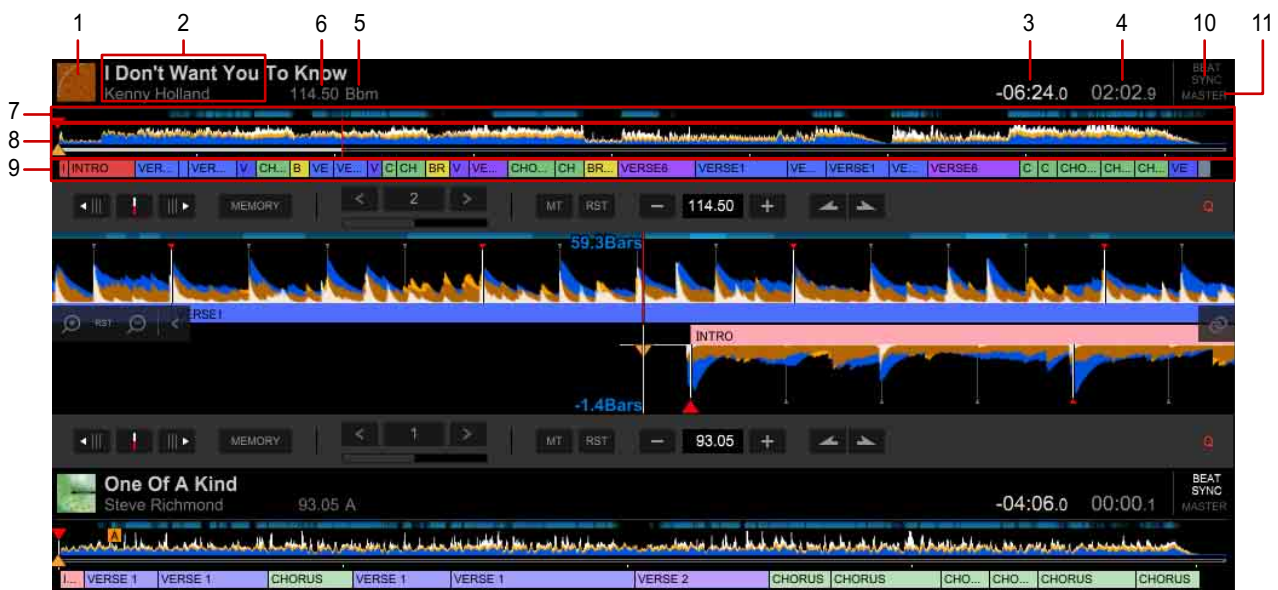 1 2 6 5 3 4 10 11
I Don't Want You To Know
Kenny Holland 114.50 Bbm
-06:24.0 02:02.9
BEAT
SYNC
MASTER
7
8
9
I INTRO VER... VER... V CH... B VE VE... V C CH BR V VE... CHO... CH BR... VERSE6 VERSE1 VE... VERSE1 VE... VERSE6 C C CHO... CH... CH... VE
MEMORY < 2 > MT RST − 114.50 + Q
59.3Bars
VERSE1
RST <
INTRO
-1.4Bars
MEMORY < 1 > MT RST − 93.05 + Q
One Of A Kind
Steve Richmond 93.05 A
-04:06.0 00:00.1
BEAT
SYNC
MASTER
A
I... VERSE 1 VERSE 1 CHORUS VERSE 1 VERSE 1 VERSE 2 CHORUS CHORUS CHO... CHO... CHORUS CHORUS